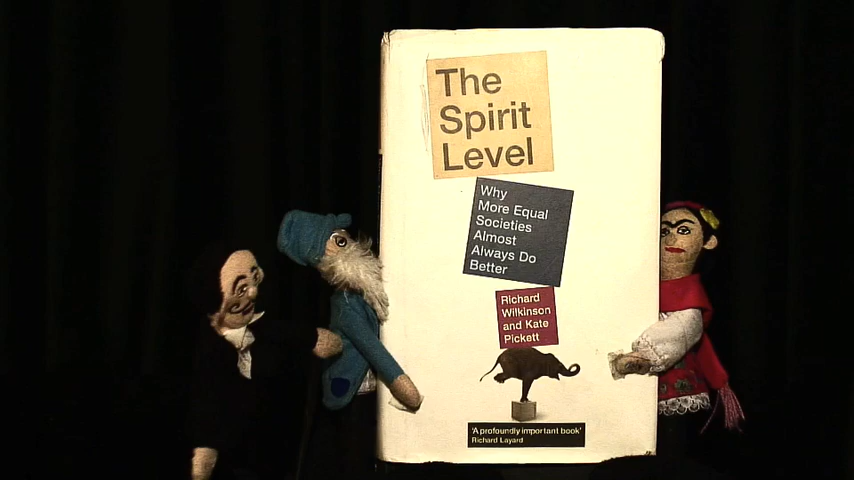 The
Spirit
Level
Why
More Equal
Societies
Almost
Always Do
Better
Richard
Wilkinson
and Kate
Pickett
'A profoundly important book'
Richard Layard